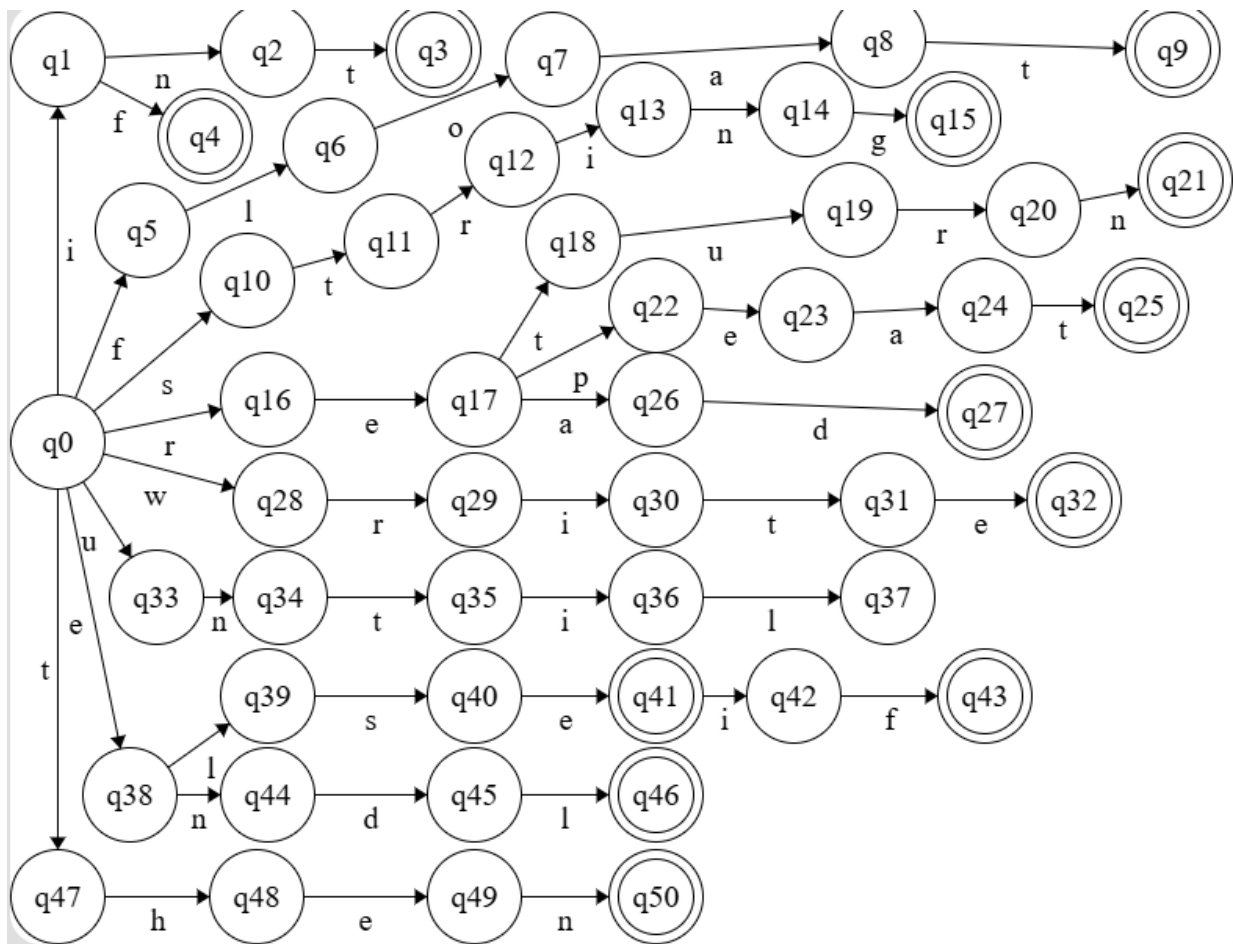 q1 n q2 t q3
f q4
i
q5 l q6 o q7 a q8 t q9
f
q10 t q11 r q12 i q13 n q14 g q15
s
q0
r q16 e q17 t q18 u q19 r q20 n q21
p q22 e q23 a q24 t q25
a q26 d q27
w q28 r q29 i q30 t q31 e q32
u q33 n q34 t q35 i q36 l q37
e q38 l q39 s q40 e q41 i q42 f q43
n q44 d q45 l q46
t q47 h q48 e q49 n q50